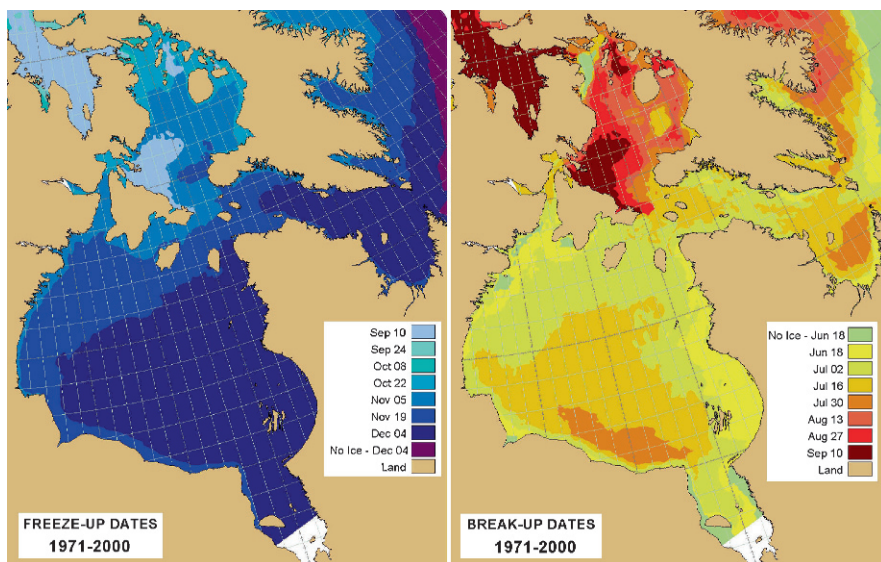 Sep 10
Sep 24
Oct 08
Oct 22
Nov 05
Nov 19
Dec 04
No Ice - Dec 04
Land
FREEZE-UP DATES
1971-2000
No Ice - Jun 18
Jun 18
Jul 02
Jul 16
Jul 30
Aug 13
Aug 27
Sep 10
Land
BREAK-UP DATES
1971-2000